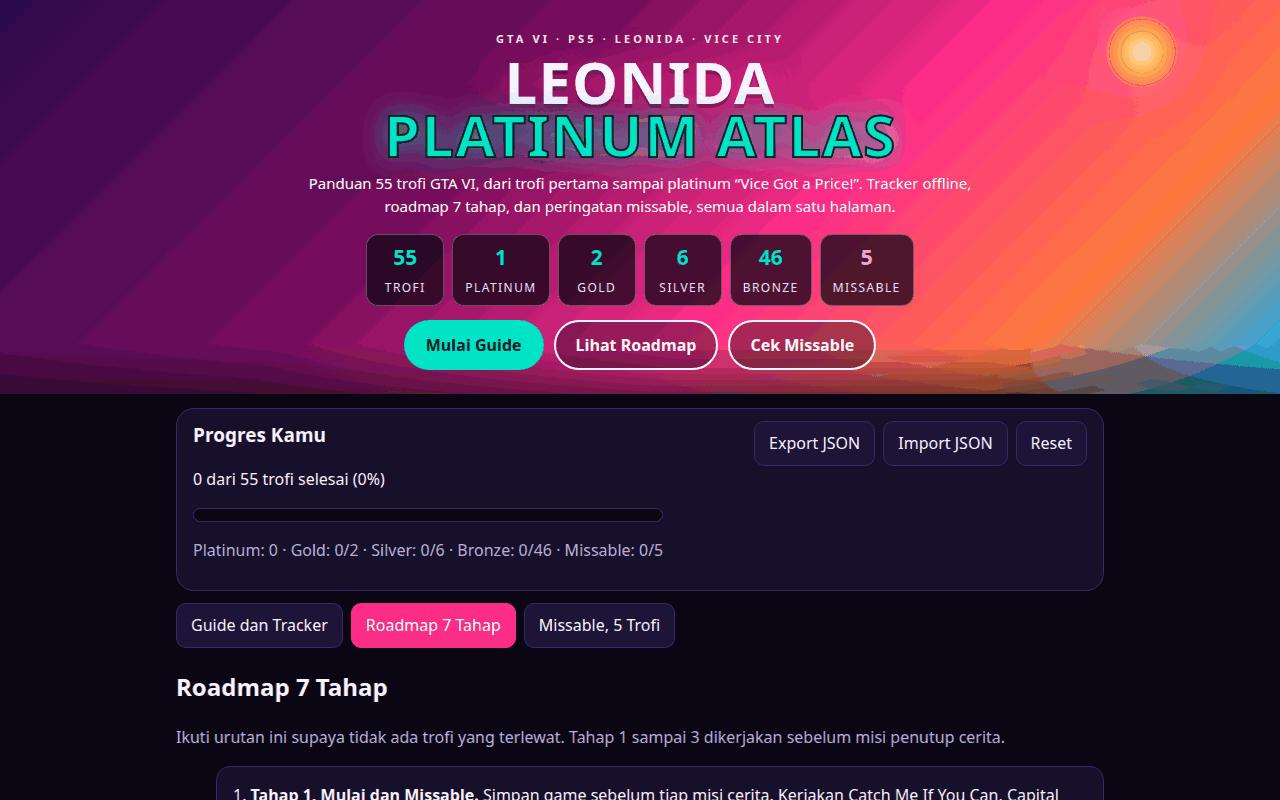 GTA VI · PS5 · LEONIDA · VICE CITY
LEONIDA
PLATINUM ATLAS
Panduan 55 trofi GTA VI, dari trofi pertama sampai platinum “Vice Got a Price!”. Tracker offline,
roadmap 7 tahap, dan peringatan missable, semua dalam satu halaman.
55 1 2 6 46 5
TROFI PLATINUM GOLD SILVER BRONZE MISSABLE
Mulai Guide Lihat Roadmap Cek Missable
Progres Kamu
Export JSON Import JSON Reset
0 dari 55 trofi selesai (0%)
Platinum: 0 · Gold: 0/2 · Silver: 0/6 · Bronze: 0/46 · Missable: 0/5
Guide dan Tracker Roadmap 7 Tahap Missable, 5 Trofi
Roadmap 7 Tahap
Ikuti urutan ini supaya tidak ada trofi yang terlewat. Tahap 1 sampai 3 dikerjakan sebelum misi penutup cerita.
1. Tahap 1. Mulai dan Missable. Simpan game sebelum tiap misi cerita. Kerjakan Catch Me If You Can, Capital